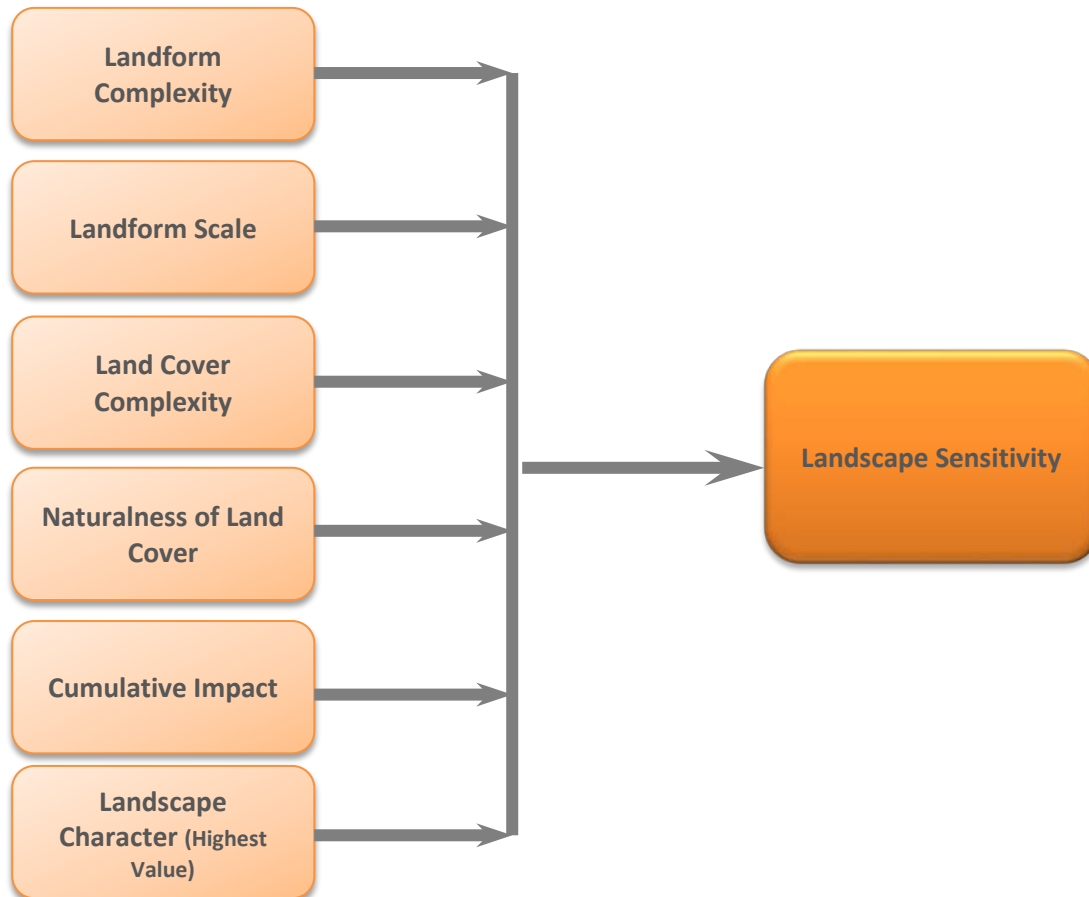 Landform
Complexity
Landform Scale
Land Cover
Complexity
Naturalness of Land
Cover
Cumulative Impact
Landscape
Character (Highest
Value)
Landscape Sensitivity